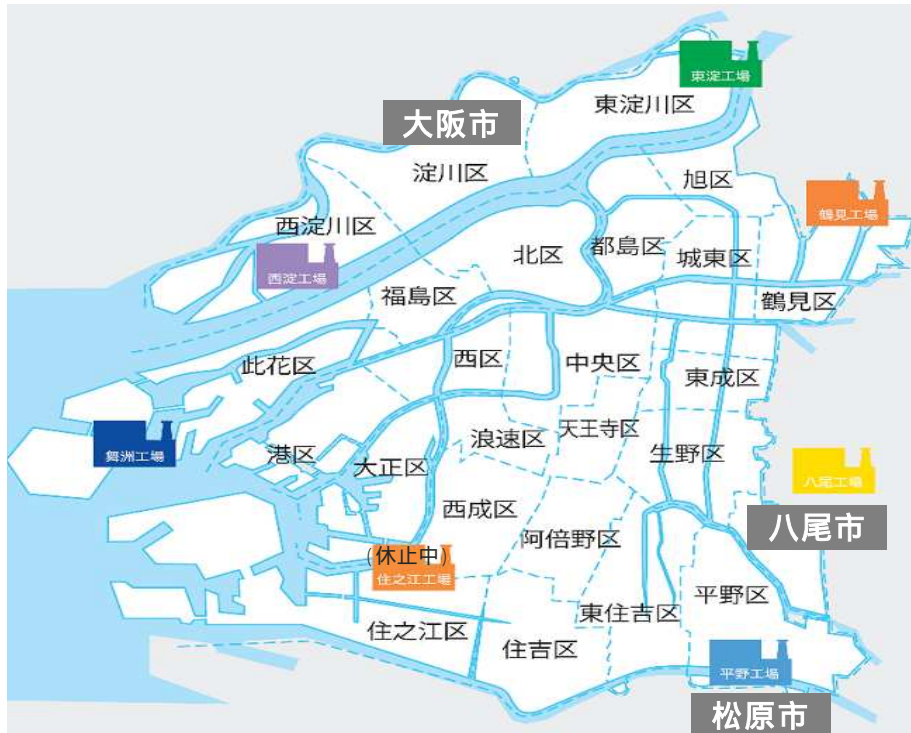 東淀工場
東淀川区
大阪市
淀川区
旭区
鶴見工場
西淀川区
都島区
北区
城東区
西淀工場
福島区
鶴見区
此花区
西区
中央区
東成区
天王寺区
浪速区
舞洲工場
港区
大正区
生野区
八尾工場
西成区
八尾市
阿倍野区
(休止中)
住之江工場
平野区
東住吉区
住之江区
住吉区
平野工場
松原市